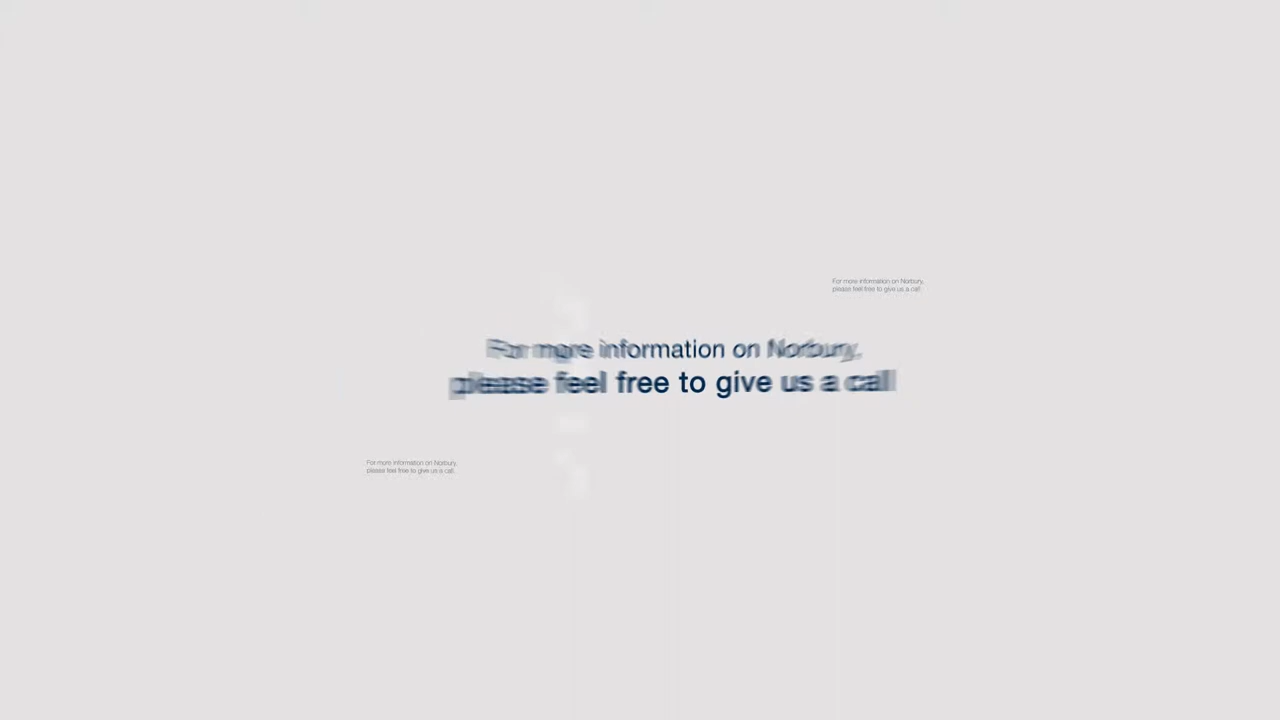 For more information on Norbury,
please feel free to give us a call.
For more information on Norbury,
please feel free to give us a call
For more information on Norbury,
please feel free to give us a call.